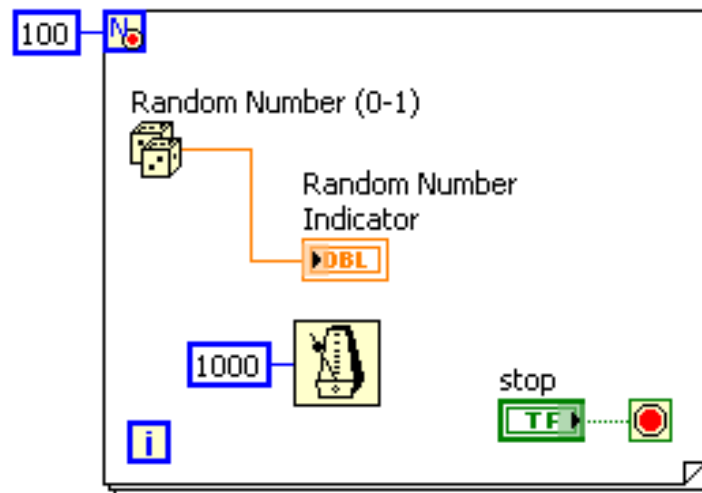 100
N
Random Number (0-1)
Random Number
Indicator
DBL
1000
stop
TF
i